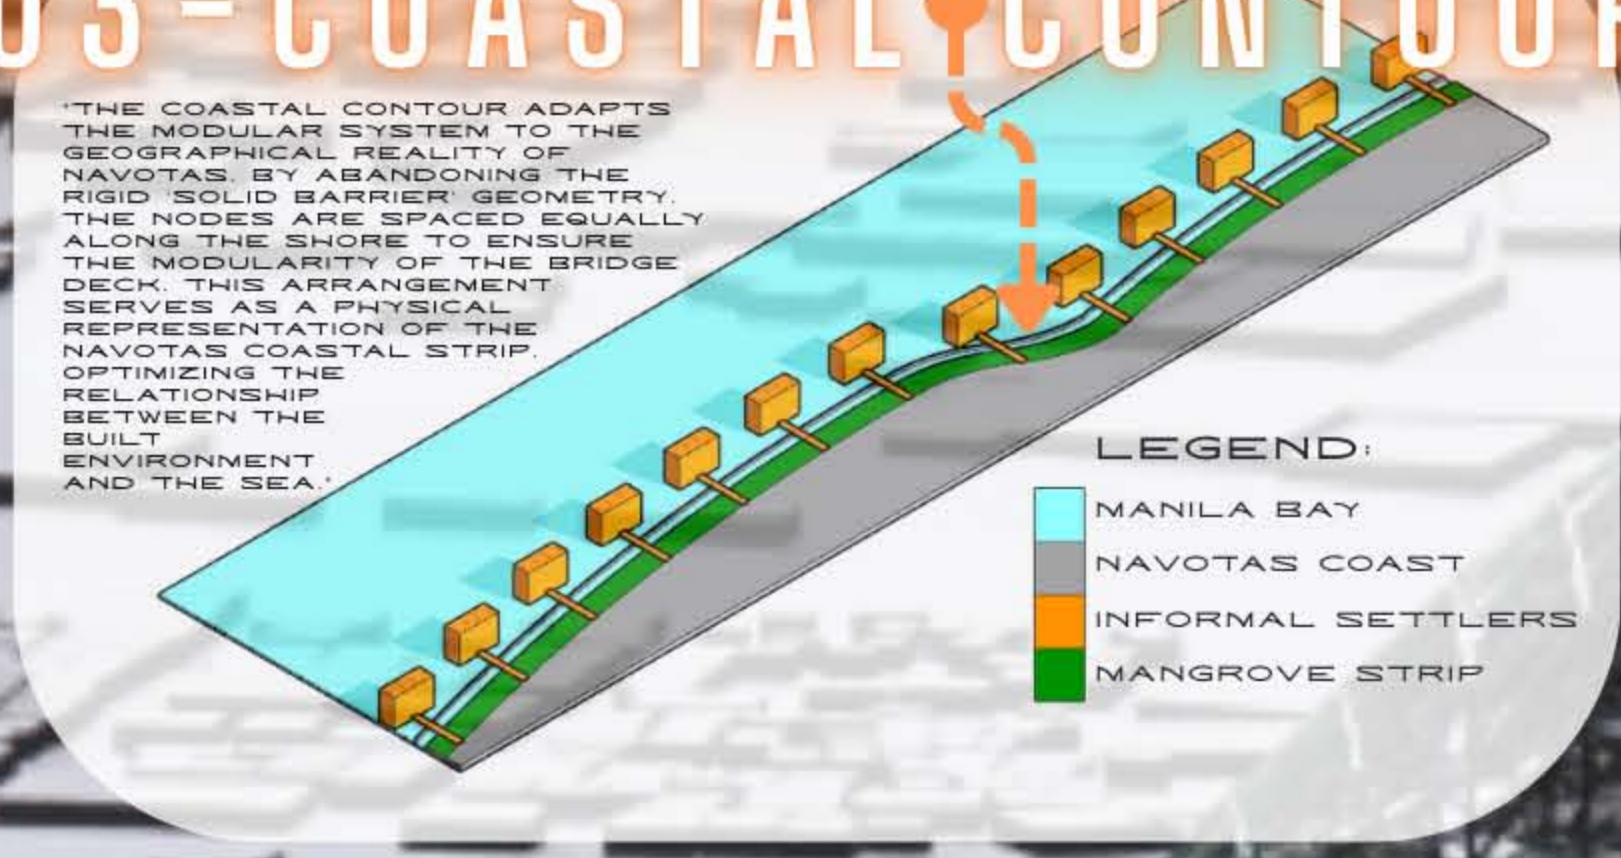 03-COASTAL CONTOUR
"THE COASTAL CONTOUR ADAPTS
THE MODULAR SYSTEM TO THE
GEOGRAPHICAL REALITY OF
NAVOTAS. BY ABANDONING THE
RIGID 'SOLID BARRIER' GEOMETRY.
THE NODES ARE SPACED EQUALLY
ALONG THE SHORE TO ENSURE
THE MODULARITY OF THE BRIDGE
DECK. THIS ARRANGEMENT
SERVES AS A PHYSICAL
REPRESENTATION OF THE
NAVOTAS COASTAL STRIP.
OPTIMIZING THE
RELATIONSHIP
BETWEEN THE
BUILT
ENVIRONMENT
AND THE SEA."
LEGEND:
MANILA BAY
NAVOTAS COAST
INFORMAL SETTLERS
MANGROVE STRIP